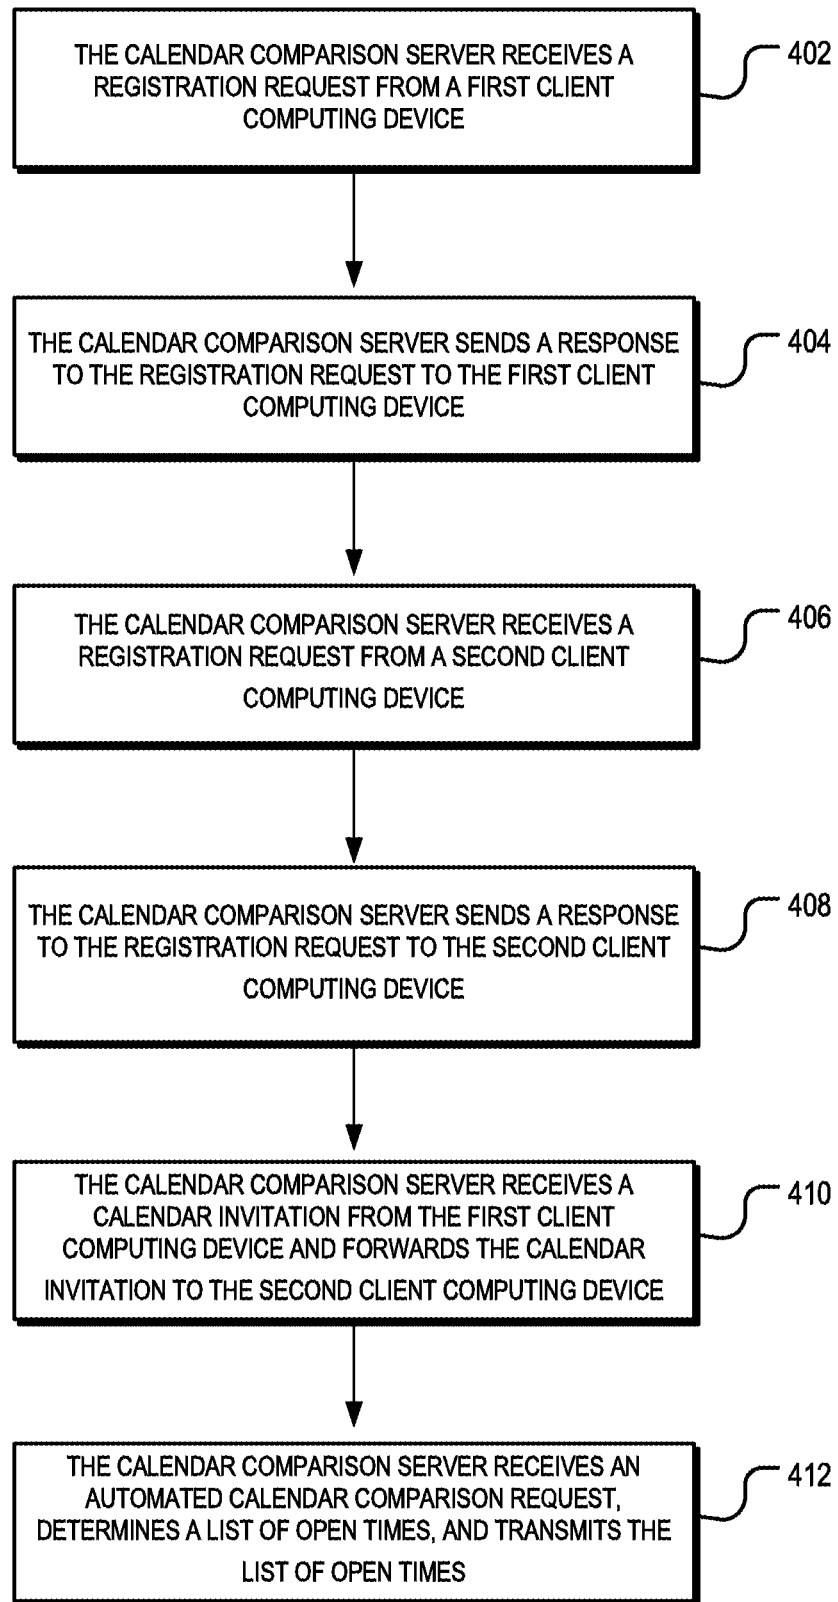 THE CALENDAR COMPARISON SERVER RECEIVES A
REGISTRATION REQUEST FROM A FIRST CLIENT
COMPUTING DEVICE
402
THE CALENDAR COMPARISON SERVER SENDS A RESPONSE
TO THE REGISTRATION REQUEST TO THE FIRST CLIENT
COMPUTING DEVICE
404
THE CALENDAR COMPARISON SERVER RECEIVES A
REGISTRATION REQUEST FROM A SECOND CLIENT
COMPUTING DEVICE
406
THE CALENDAR COMPARISON SERVER SENDS A RESPONSE
TO THE REGISTRATION REQUEST TO THE SECOND CLIENT
COMPUTING DEVICE
408
THE CALENDAR COMPARISON SERVER RECEIVES A
CALENDAR INVITATION FROM THE FIRST CLIENT
COMPUTING DEVICE AND FORWARDS THE CALENDAR
INVITATION TO THE SECOND CLIENT COMPUTING DEVICE
410
THE CALENDAR COMPARISON SERVER RECEIVES AN
AUTOMATED CALENDAR COMPARISON REQUEST,
DETERMINES A LIST OF OPEN TIMES, AND TRANSMITS THE
LIST OF OPEN TIMES
412